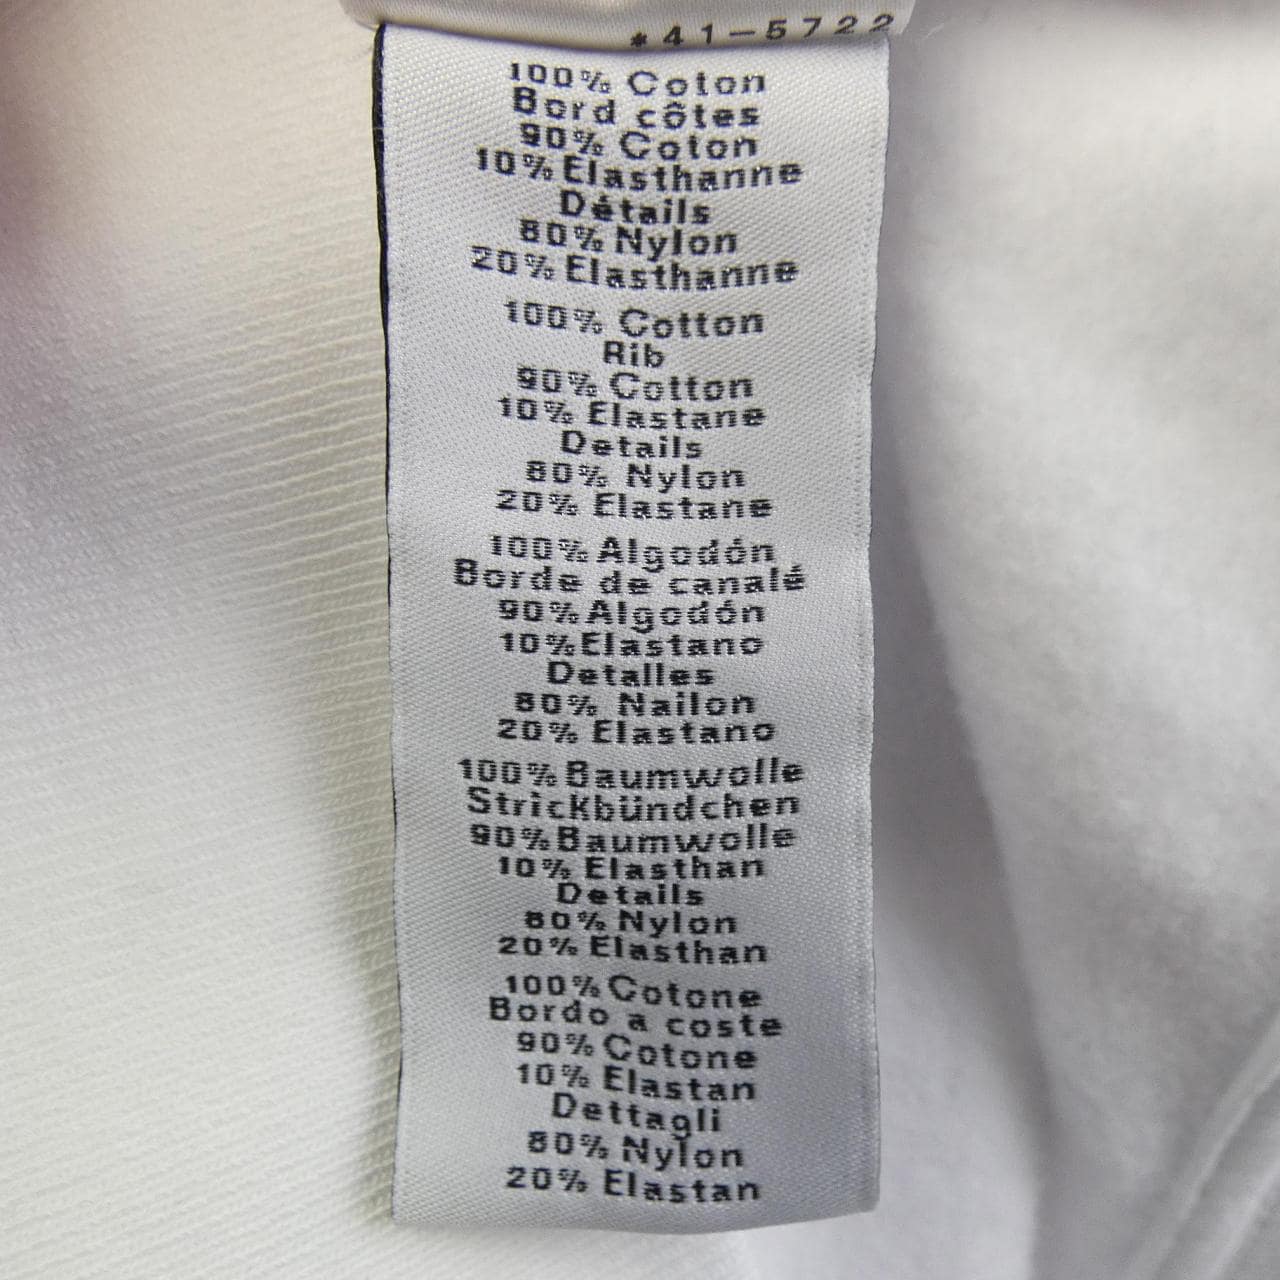 *41-5722
100% Coton
Bord côtes
90% Coton
10% Elasthanne
Détails
80% Nylon
20% Elasthanne
100% Cotton
Rib
90% Cotton
10% Elastane
Details
80% Nylon
20% Elastane
100% Algodón
Borde de canalé
90% Algodón
10% Elastano
Detalles
80% Nailon
20% Elastano
100% Baumwolle
Strickbündchen
90% Baumwolle
10% Elasthan
Details
80% Nylon
20% Elasthan
100% Cotone
Bordo a coste
90% Cotone
10% Elastan
Dettagli
80% Nylon
20% Elastan